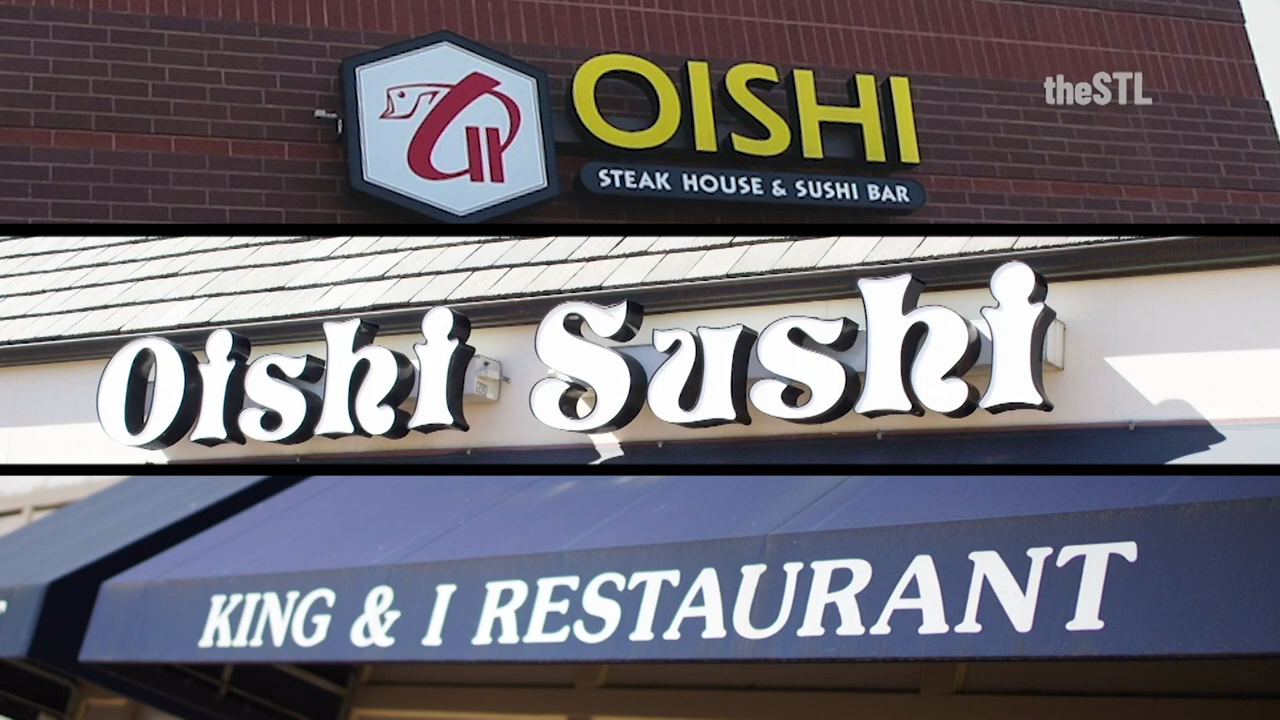 theSTL
OISHI
STEAK HOUSE & SUSHI BAR
Oishi Sushi
KING & I RESTAURANT